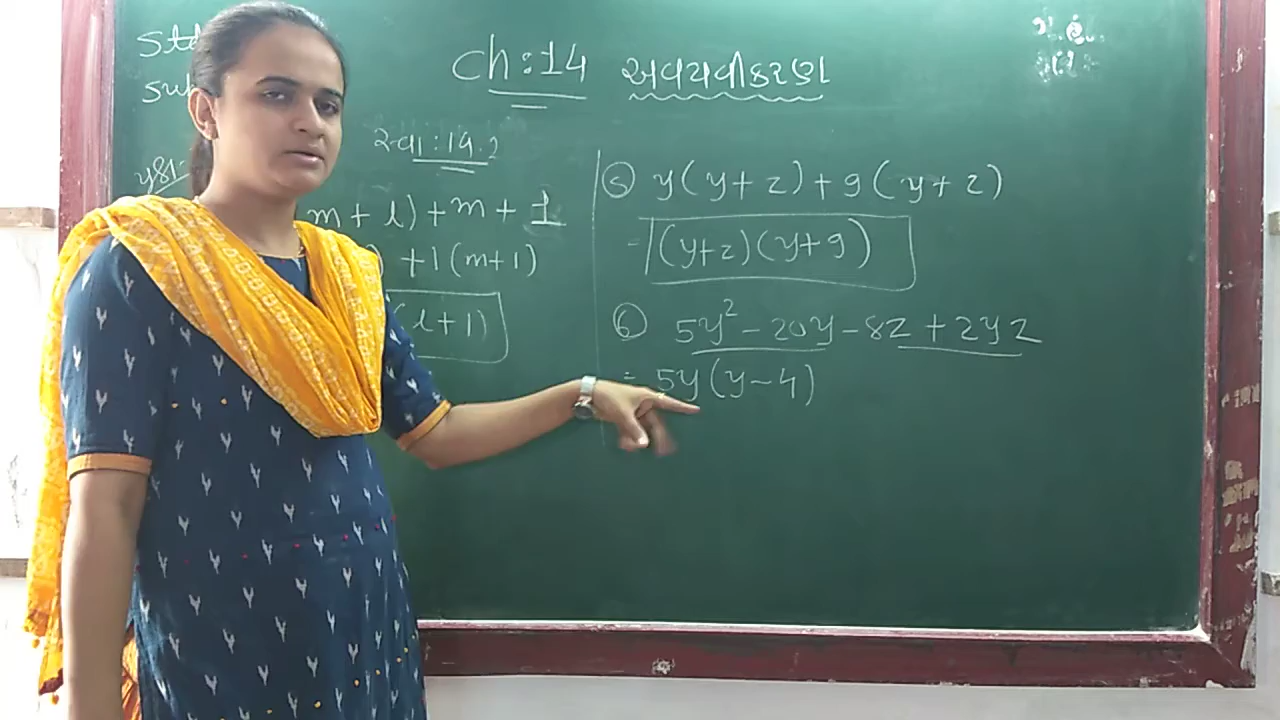 Ch:14 અવયવીકરણ
સ્વા: 14.2
m + l) + m + 1
) + 1(m+1)
(l+1)
⑤ y(y+z)+9(y+z)
= (y+z)(y+9)
⑥ 5y² - 20y - 8z + 2yz
= 5y(y-4)